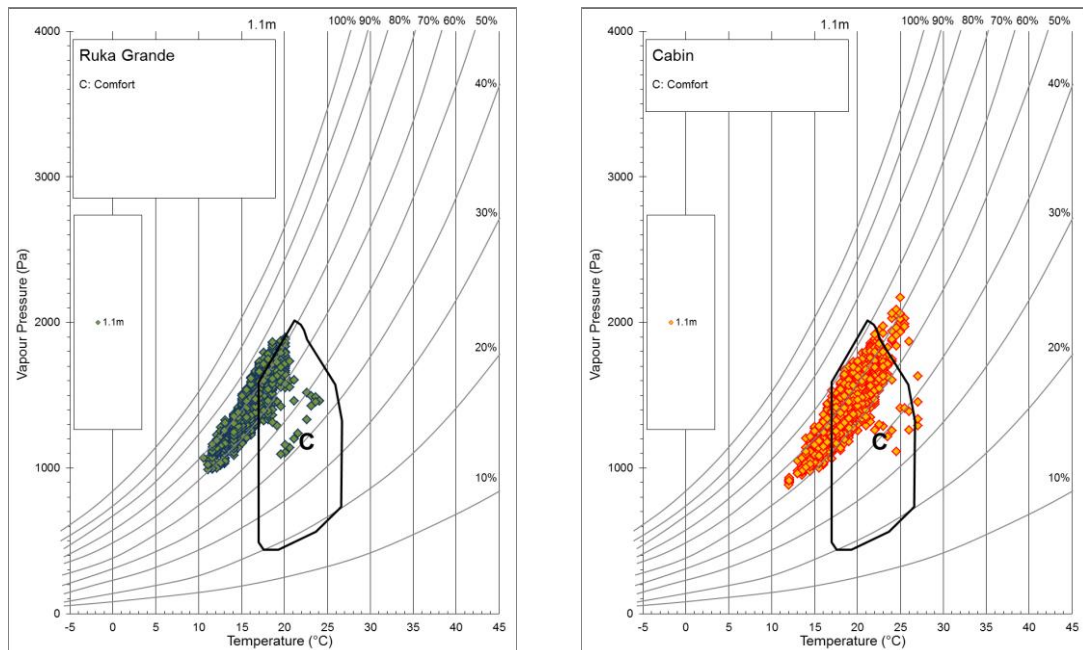 1.1m
100% 90% 80% 70% 60% 50%
4000
Ruka Grande
C: Comfort
40%
3000
30%
Vapour Pressure (Pa)
2000
1.1m
20%
C
1000
10%
0
-5 0 5 10 15 20 25 30 35 40 45
Temperature (°C)
1.1m
100% 90% 80% 70% 60% 50%
4000
Cabin
C: Comfort
40%
3000
30%
Vapour Pressure (Pa)
2000
1.1m
20%
C
1000
10%
0
-5 0 5 10 15 20 25 30 35 40 45
Temperature (°C)